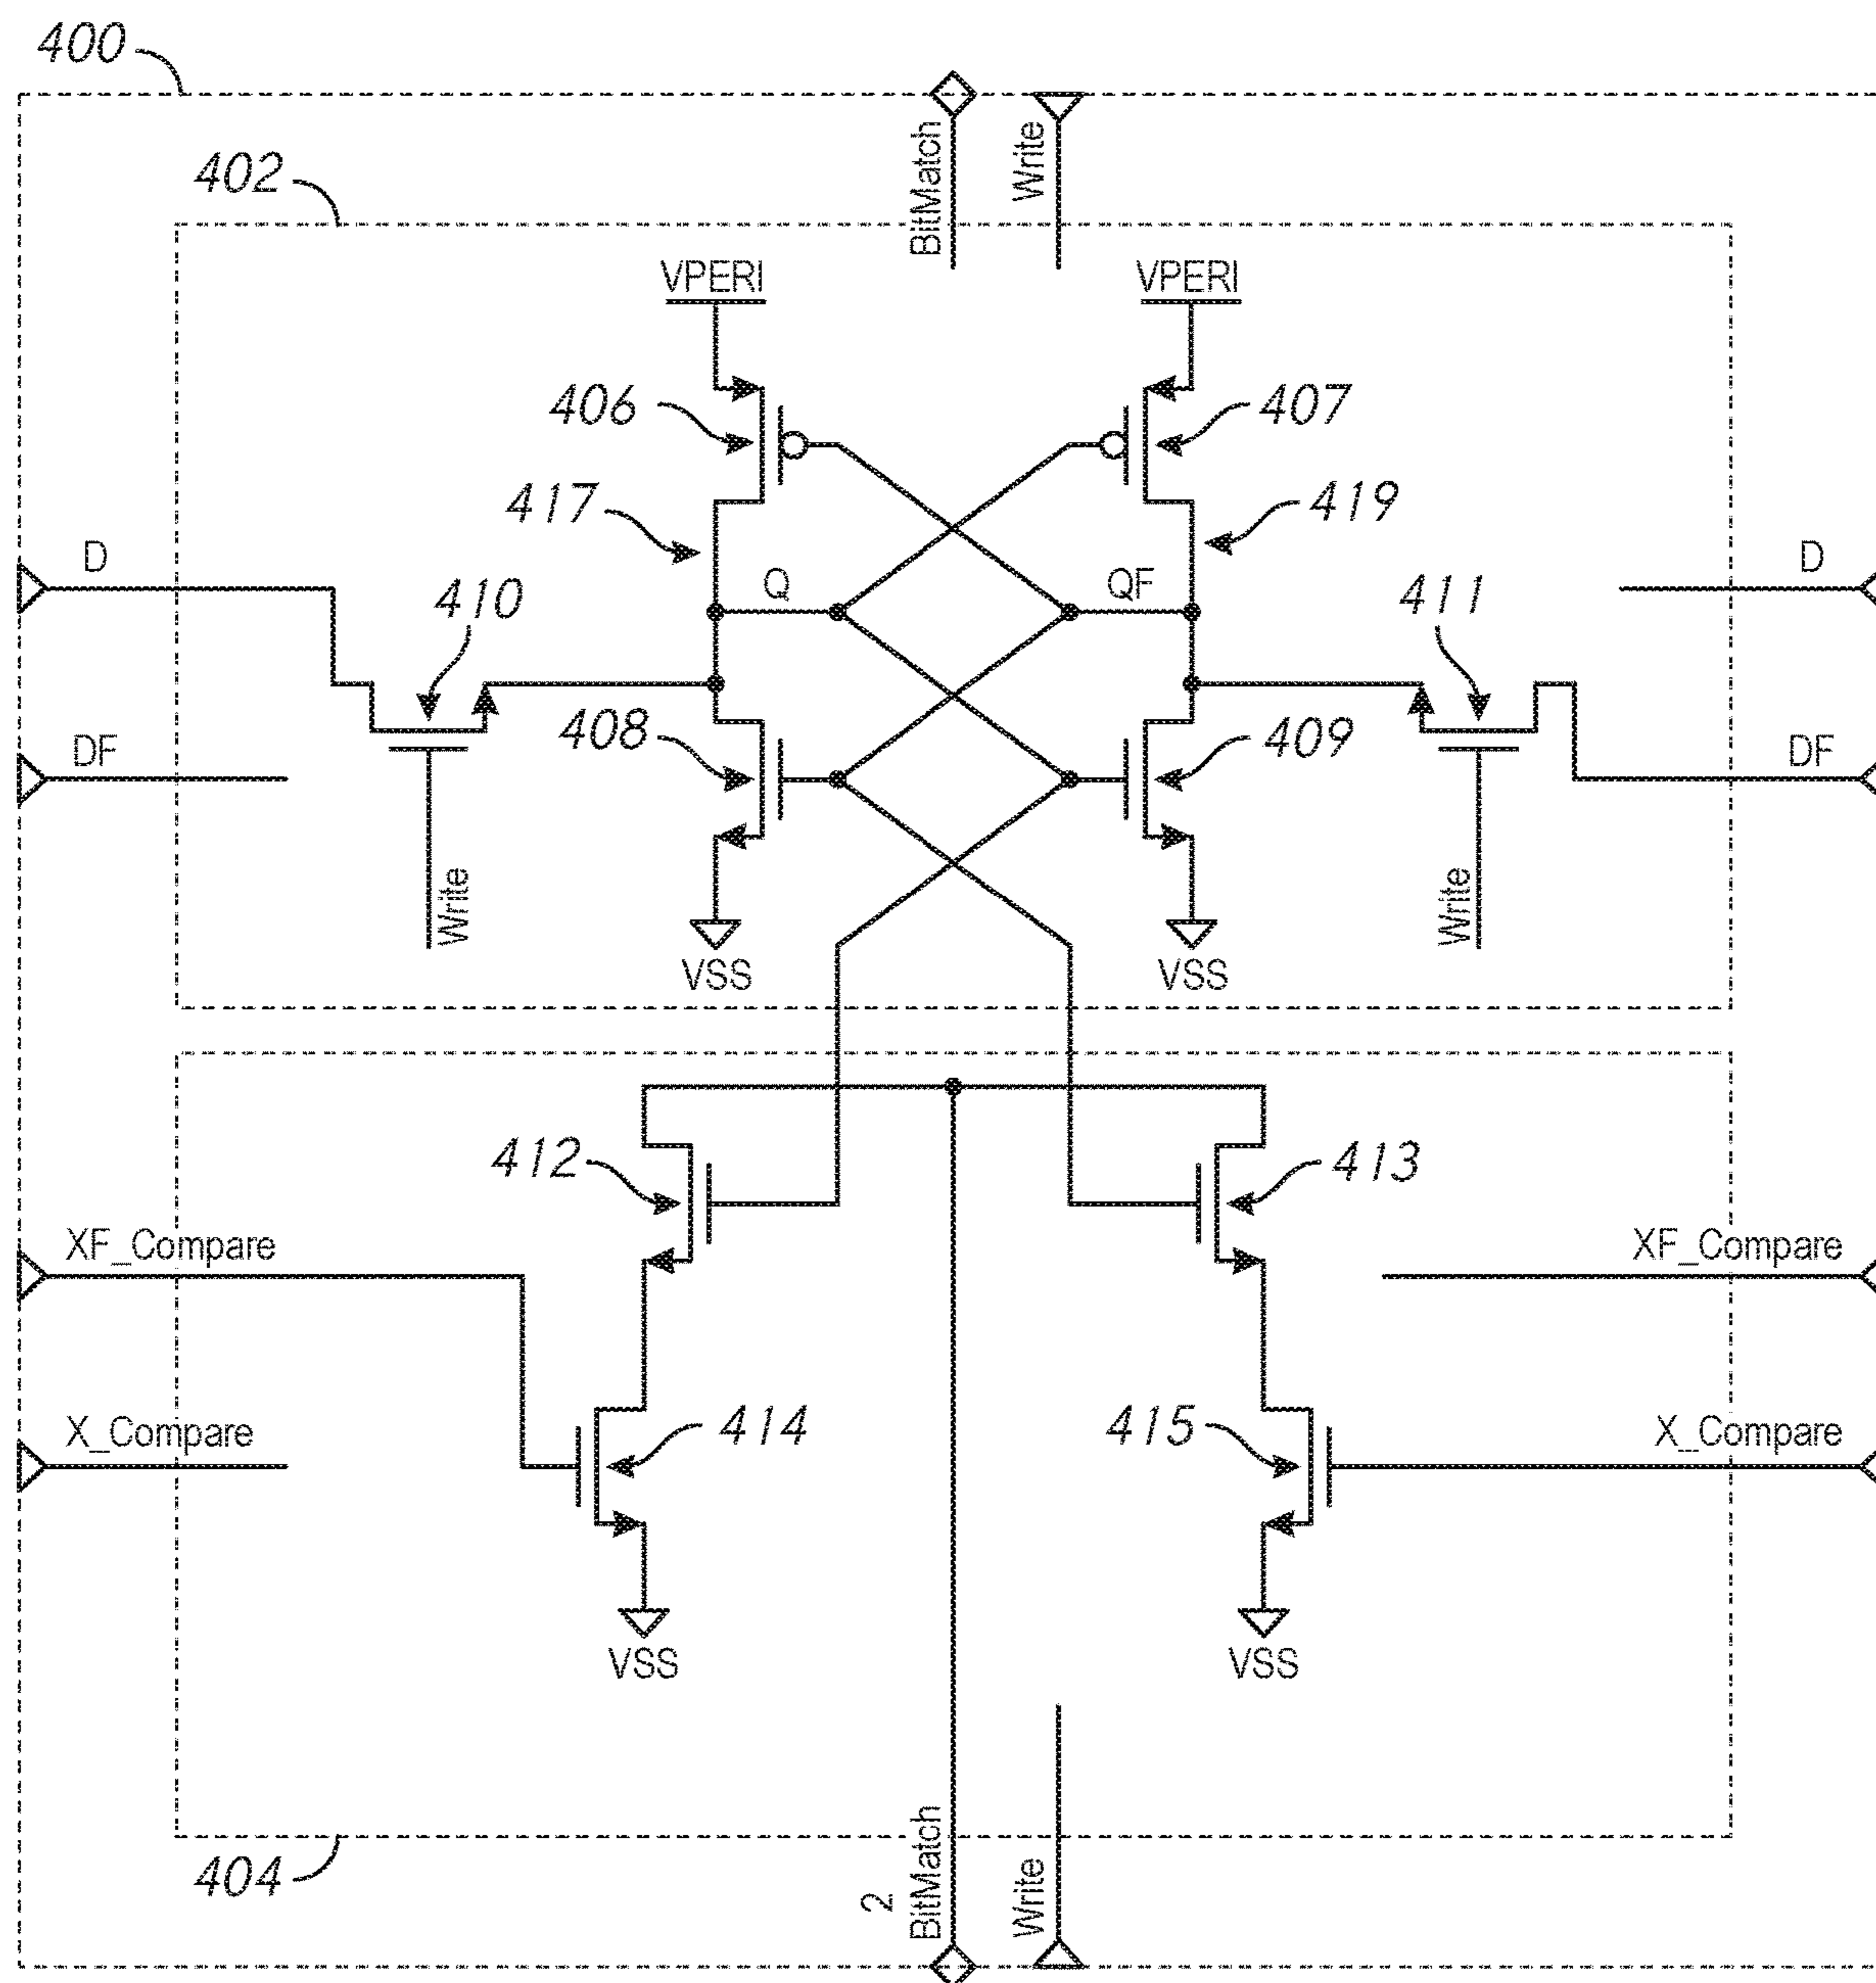 400
BitMatch
Write
402
VPERI
VPERI
406
407
417
419
D
Q
QF
D
410
411
DF
408
409
DF
Write
Write
VSS
VSS
412
413
XF_Compare
XF_Compare
X_Compare
414
415
X_Compare
VSS
VSS
404
2
BitMatch
Write